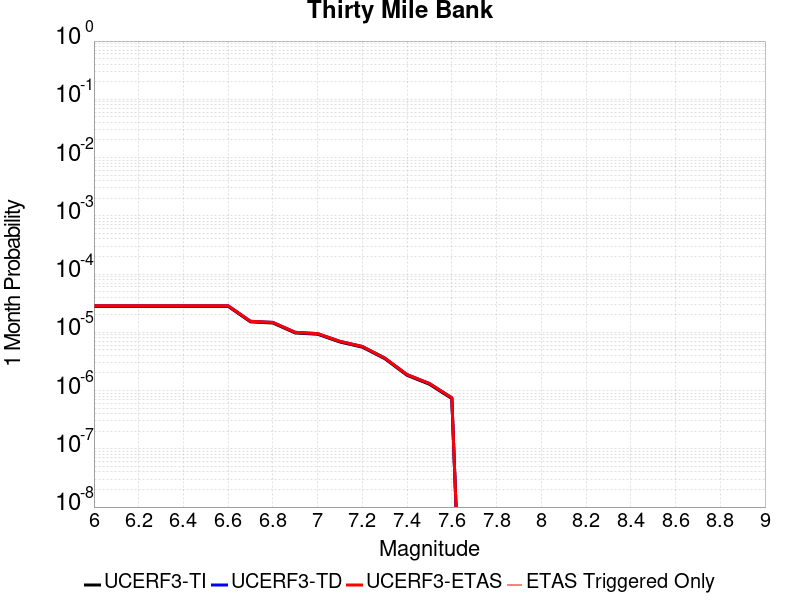 Thirty Mile Bank
10^0
10^-1
10^-2
10^-3
10^-4
10^-5
10^-6
10^-7
10^-8
1 Month Probability
6 6.2 6.4 6.6 6.8 7 7.2 7.4 7.6 7.8 8 8.2 8.4 8.6 8.8 9
Magnitude
UCERF3-TI UCERF3-TD UCERF3-ETAS ETAS Triggered Only